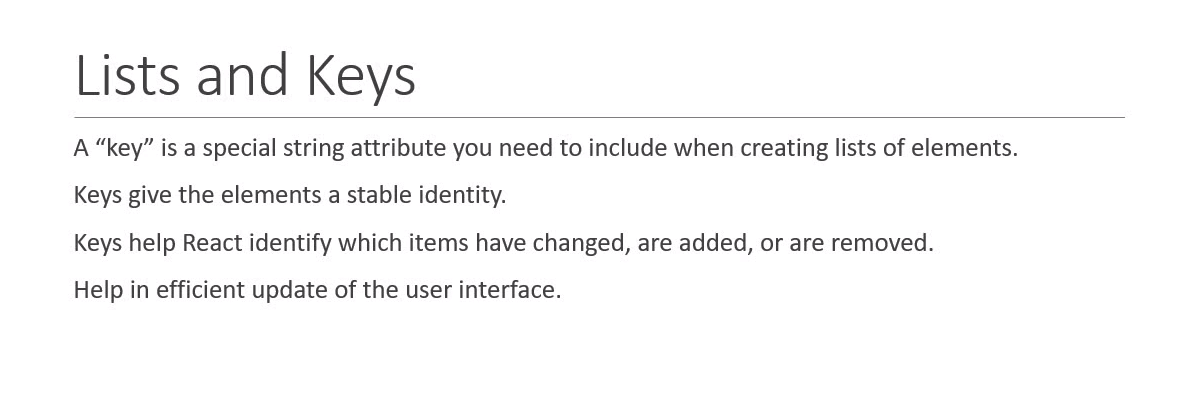 Lists and Keys
A “key” is a special string attribute you need to include when creating lists of elements.
Keys give the elements a stable identity.
Keys help React identify which items have changed, are added, or are removed.
Help in efficient update of the user interface.